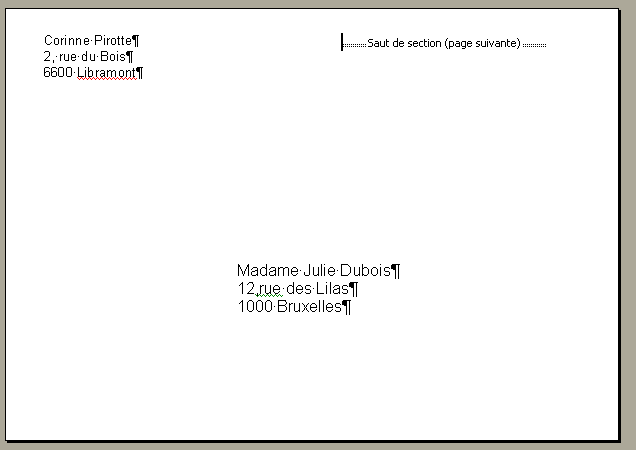 Corinne Pirotte¶
2, rue du Bois¶
6600 Libramont¶
Saut de section (page suivante)
Madame Julie Dubois¶
12,rue des Lilas¶
1000 Bruxelles¶